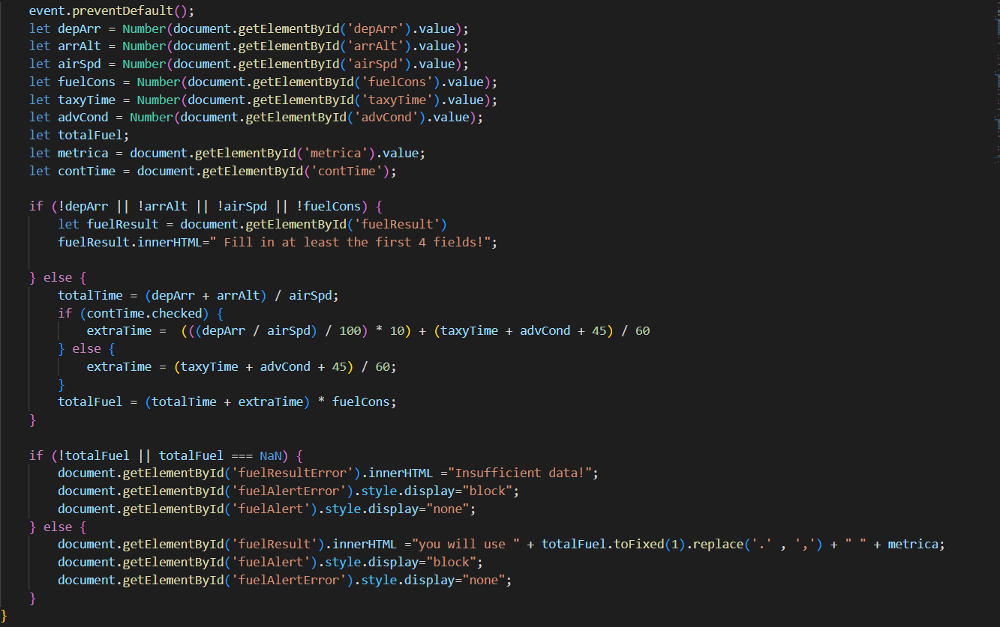 event.preventDefault();
let depArr = Number(document.getElementById('depArr').value);
let arrAlt = Number(document.getElementById('arrAlt').value);
let airSpd = Number(document.getElementById('airSpd').value);
let fuelCons = Number(document.getElementById('fuelCons').value);
let taxyTime = Number(document.getElementById('taxyTime').value);
let advCond = Number(document.getElementById('advCond').value);
let totalFuel;
let metrica = document.getElementById('metrica').value;
let contTime = document.getElementById('contTime');
if (!depArr || !arrAlt || !airSpd || !fuelCons) {
let fuelResult = document.getElementById('fuelResult')
fuelResult.innerHTML=" Fill in at least the first 4 fields!";
} else {
totalTime = (depArr + arrAlt) / airSpd;
if (contTime.checked) {
extraTime =  (((depArr / airSpd) / 100) * 10) + (taxyTime + advCond + 45) / 60
} else {
extraTime = (taxyTime + advCond + 45) / 60;
}
totalFuel = (totalTime + extraTime) * fuelCons;
}
if (!totalFuel || totalFuel === NaN) {
document.getElementById('fuelResultError').innerHTML ="Insufficient data!";
document.getElementById('fuelAlertError').style.display="block";
document.getElementById('fuelAlert').style.display="none";
} else {
document.getElementById('fuelResult').innerHTML ="you will use " + totalFuel.toFixed(1).replace('.' , ',') + " " + metrica;
document.getElementById('fuelAlert').style.display="block";
document.getElementById('fuelAlertError').style.display="none";
}
}